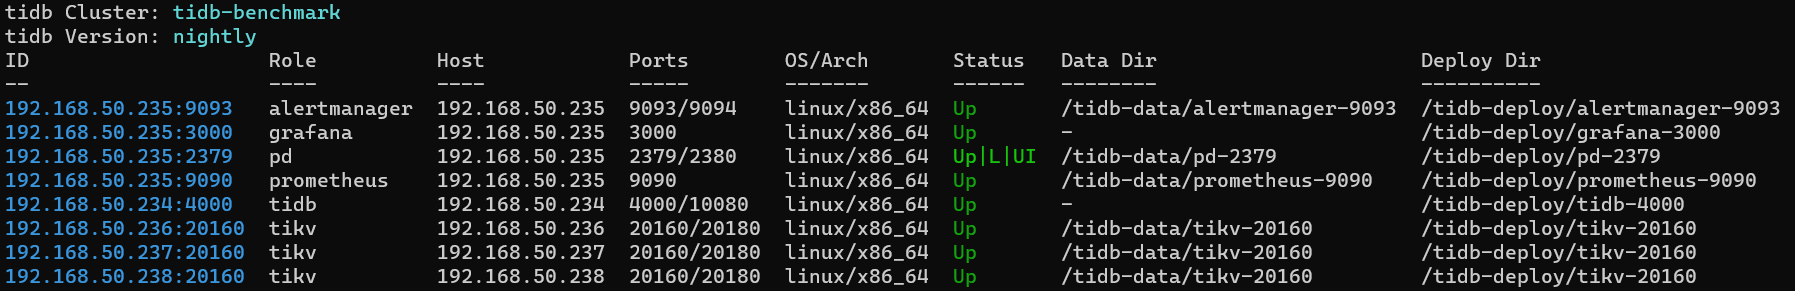 tidb Cluster: tidb-benchmark
tidb Version: nightly
ID                    Role          Host            Ports        OS/Arch       Status   Data Dir                      Deploy Dir
--                    ----          ----            -----        -------       ------   --------                      ----------
192.168.50.235:9093   alertmanager  192.168.50.235  9093/9094    linux/x86_64  Up       /tidb-data/alertmanager-9093  /tidb-deploy/alertmanager-9093
192.168.50.235:3000   grafana       192.168.50.235  3000         linux/x86_64  Up       -                             /tidb-deploy/grafana-3000
192.168.50.235:2379   pd            192.168.50.235  2379/2380    linux/x86_64  Up|L|UI  /tidb-data/pd-2379            /tidb-deploy/pd-2379
192.168.50.235:9090   prometheus    192.168.50.235  9090         linux/x86_64  Up       /tidb-data/prometheus-9090    /tidb-deploy/prometheus-9090
192.168.50.234:4000   tidb          192.168.50.234  4000/10080   linux/x86_64  Up       -                             /tidb-deploy/tidb-4000
192.168.50.236:20160  tikv          192.168.50.236  20160/20180  linux/x86_64  Up       /tidb-data/tikv-20160         /tidb-deploy/tikv-20160
192.168.50.237:20160  tikv          192.168.50.237  20160/20180  linux/x86_64  Up       /tidb-data/tikv-20160         /tidb-deploy/tikv-20160
192.168.50.238:20160  tikv          192.168.50.238  20160/20180  linux/x86_64  Up       /tidb-data/tikv-20160         /tidb-deploy/tikv-20160